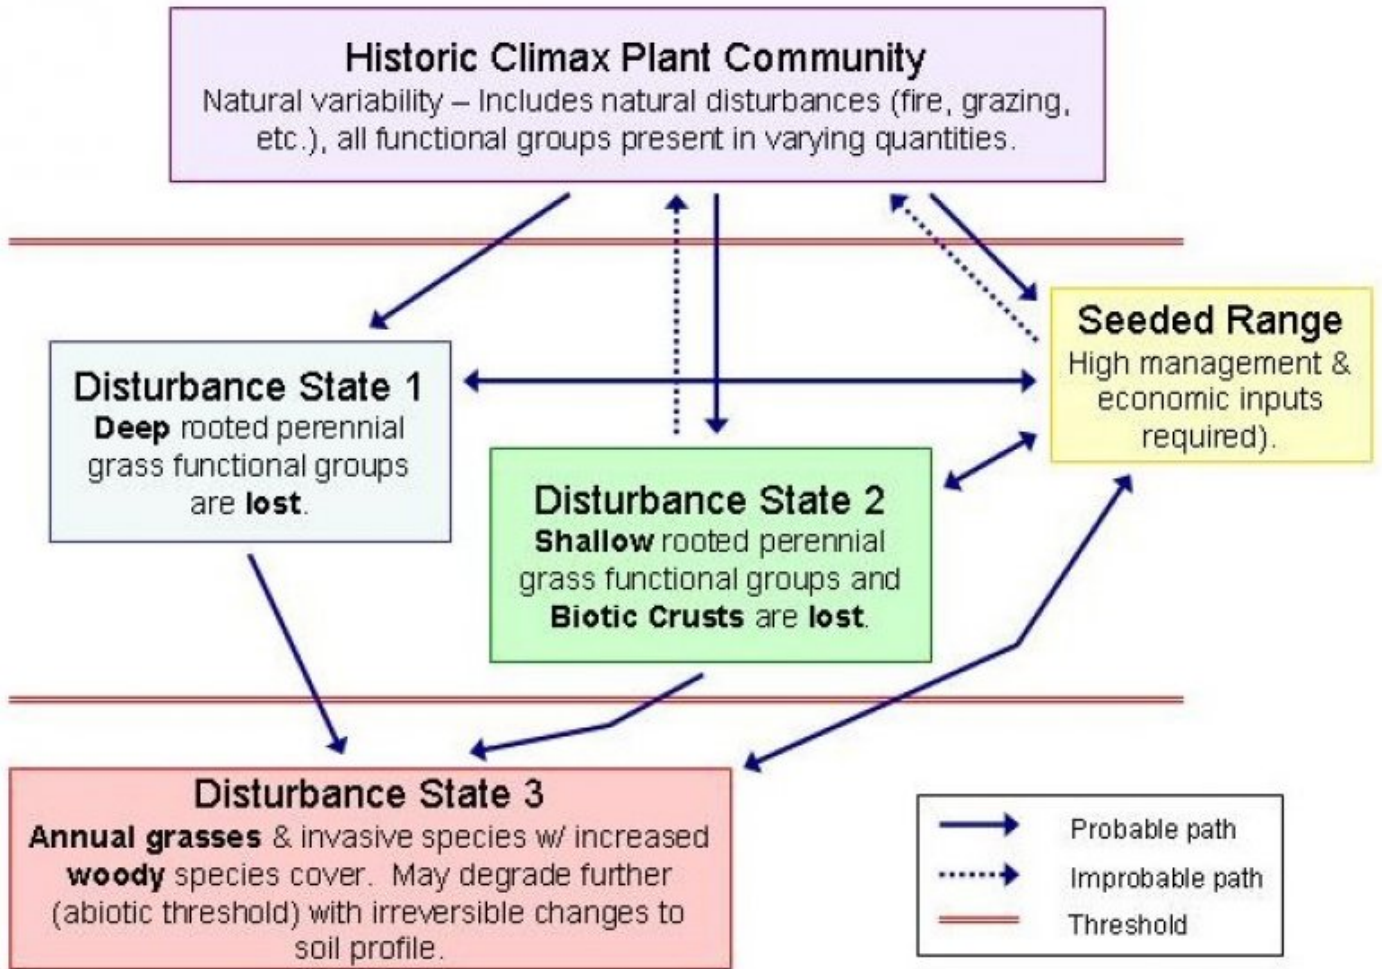 Historic Climax Plant Community
Natural variability – Includes natural disturbances (fire, grazing,
etc.), all functional groups present in varying quantities.
Seeded Range
High management &
economic inputs
required).
Disturbance State 1
Deep rooted perennial
grass functional groups
are lost.
Disturbance State 2
Shallow rooted perennial
grass functional groups and
Biotic Crusts are lost.
Disturbance State 3
Annual grasses & invasive species w/ increased
woody species cover.  May degrade further
(abiotic threshold) with irreversible changes to
soil profile.
Probable path
Improbable path
Threshold